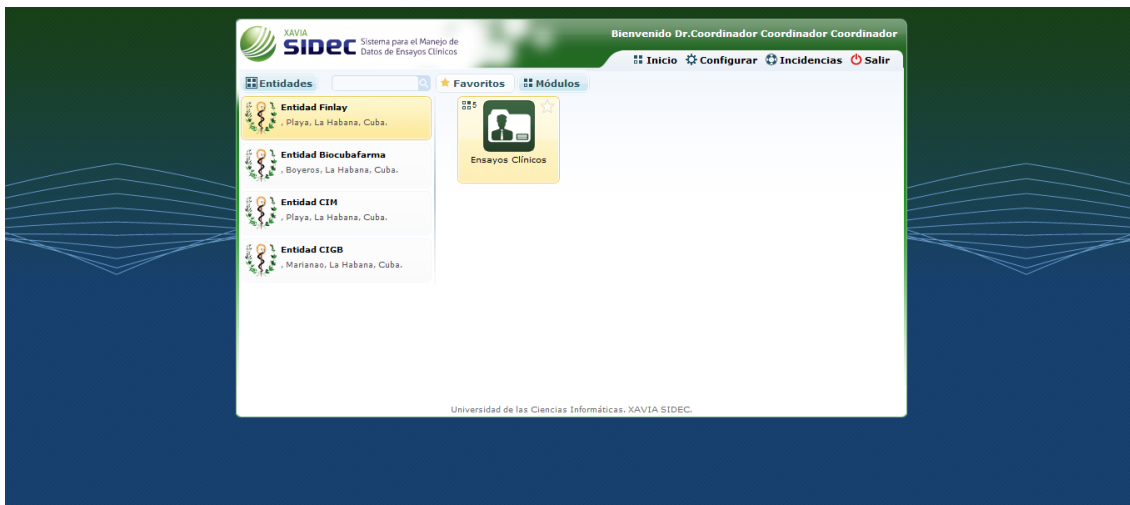 XAVIA
SIDEC
Sistema para el Manejo de
Datos de Ensayos Clínicos
Bienvenido Dr.Coordinador Coordinador Coordinador
Inicio Configurar Incidencias Salir
Entidades
Favoritos Módulos
Entidad Finlay
, Playa, La Habana, Cuba.
Entidad Biocubafarma
, Boyeros, La Habana, Cuba.
Entidad CIM
, Playa, La Habana, Cuba.
Entidad CIGB
, Marianao, La Habana, Cuba.
5
Ensayos Clínicos
Universidad de las Ciencias Informáticas. XAVIA SIDEC.